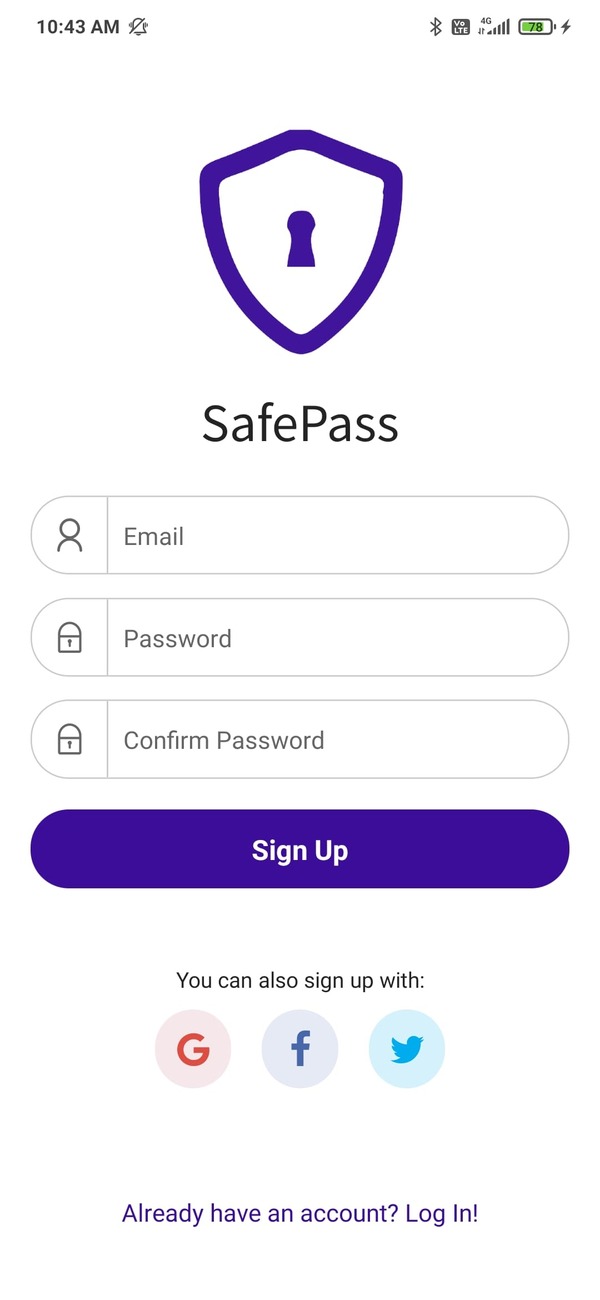 10:43 AM
Vo
LTE
4G
78
SafePass
Email
Password
Confirm Password
Sign Up
You can also sign up with:
G
f
Already have an account? Log In!